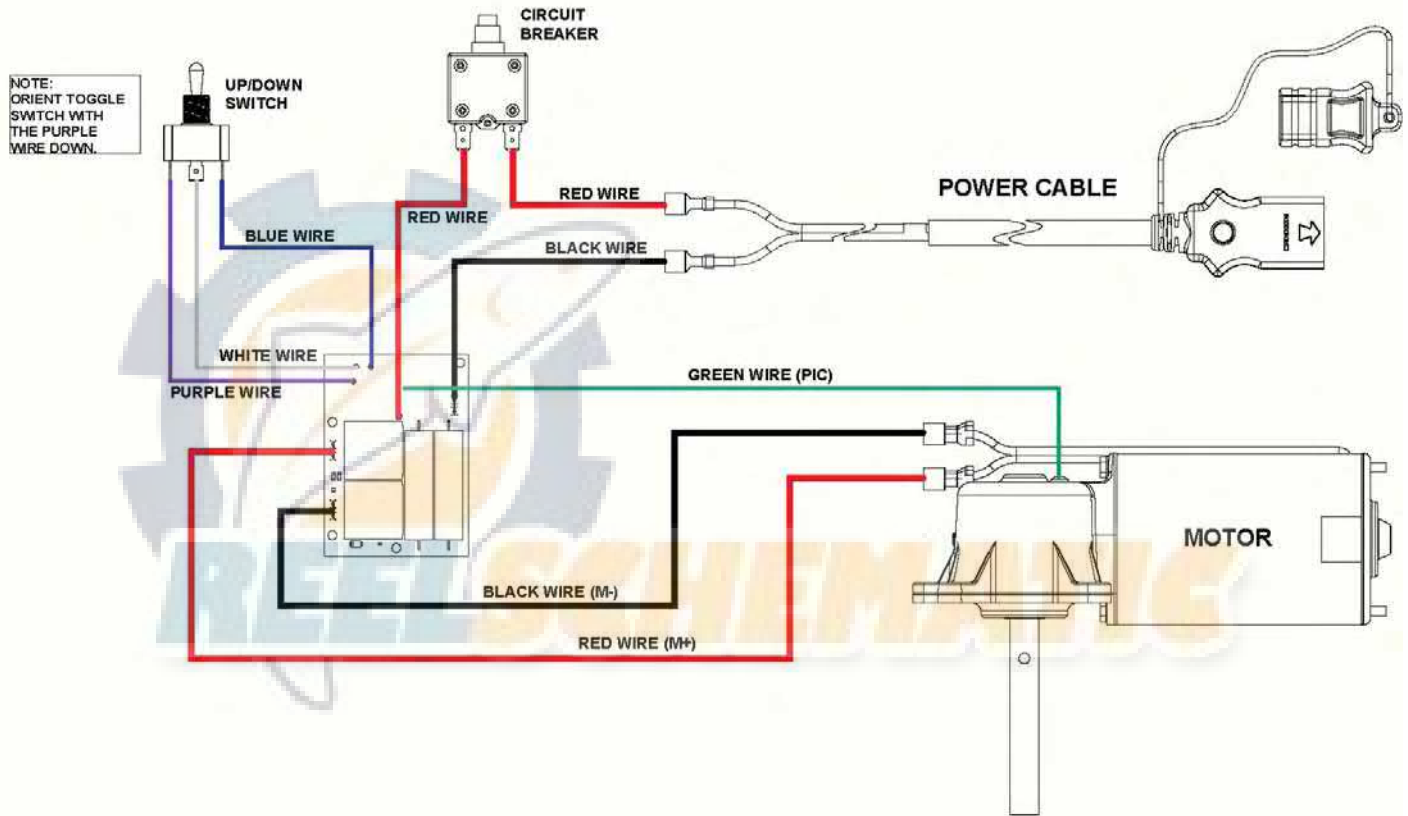 CIRCUIT
BREAKER
NOTE:
ORIENT TOGGLE
SWITCH WITH
THE PURPLE
WIRE DOWN.
UP/DOWN
SWITCH
POWER CABLE
RED WIRE
RED WIRE
BLUE WIRE
BLACK WIRE
WHITE WIRE
PURPLE WIRE
GREEN WIRE (PIC)
MOTOR
REELSCHEMATIC
BLACK WIRE (M-)
RED WIRE (M+)